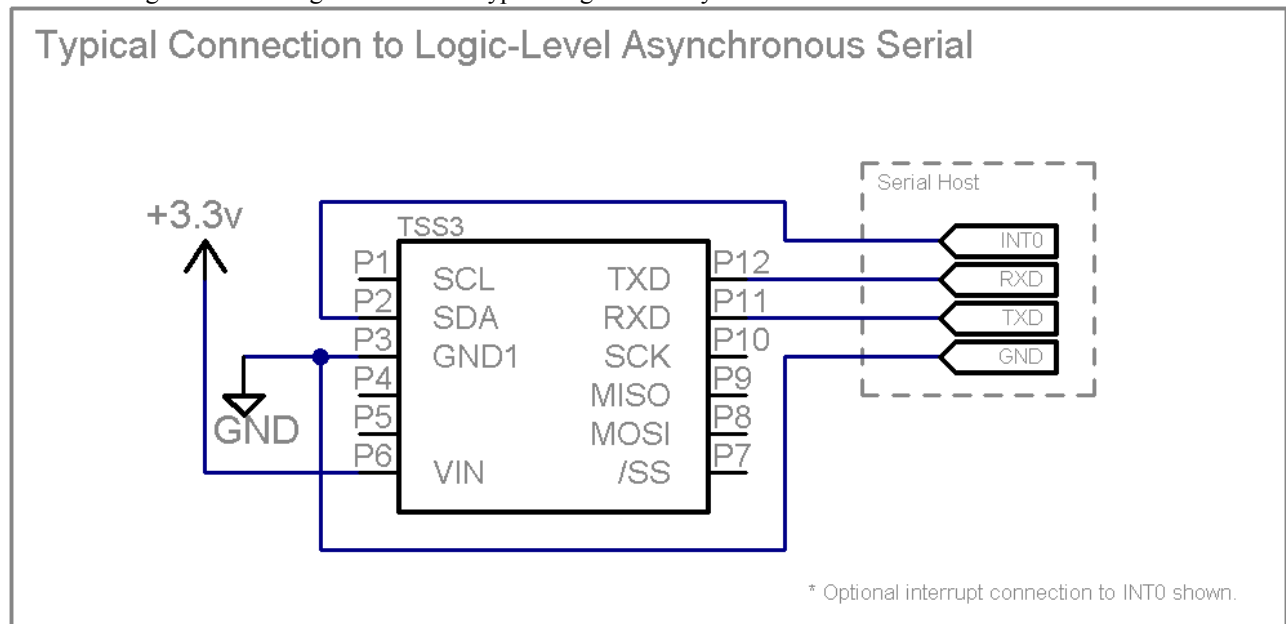 Typical Connection to Logic-Level Asynchronous Serial
Serial Host
+3.3v
TSS3
INT0
P1 SCL TXD P12 RXD
P2 SDA RXD P11 TXD
P3 GND1 SCK P10 GND
P4 MISO P9
P5 MOSI P8
GND
P6 VIN /SS P7
* Optional interrupt connection to INT0 shown.